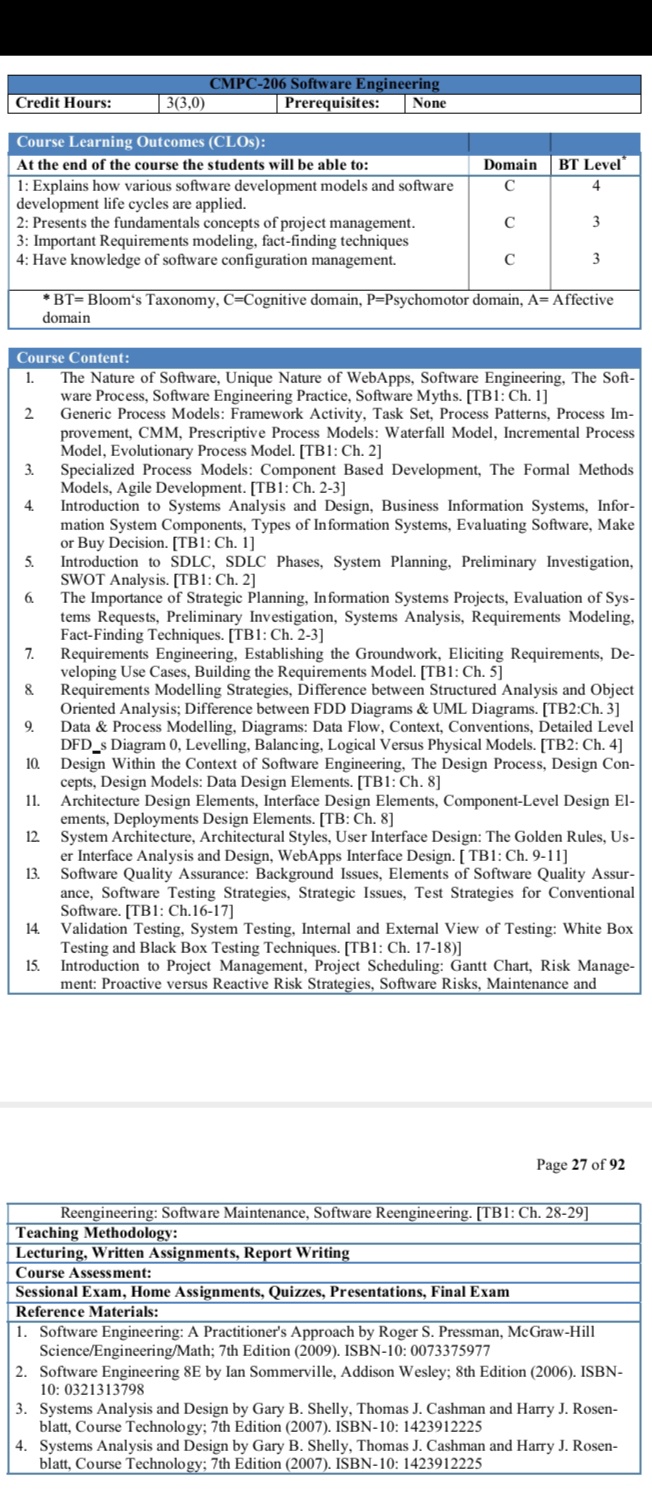 CMPC-206 Software Engineering
Credit Hours: 3(3,0) Prerequisites: None
Course Learning Outcomes (CLOs):
At the end of the course the students will be able to: Domain BT Level*
1: Explains how various software development models and software C 4
development life cycles are applied.
2: Presents the fundamentals concepts of project management. C 3
3: Important Requirements modeling, fact-finding techniques
4: Have knowledge of software configuration management. C 3
* BT= Bloom‘s Taxonomy, C=Cognitive domain, P=Psychomotor domain, A= Affective
domain
Course Content:
1. The Nature of Software, Unique Nature of WebApps, Software Engineering, The Soft-
ware Process, Software Engineering Practice, Software Myths. [TB1: Ch. 1]
2. Generic Process Models: Framework Activity, Task Set, Process Patterns, Process Im-
provement, CMM, Prescriptive Process Models: Waterfall Model, Incremental Process
Model, Evolutionary Process Model. [TB1: Ch. 2]
3. Specialized Process Models: Component Based Development, The Formal Methods
Models, Agile Development. [TB1: Ch. 2-3]
4. Introduction to Systems Analysis and Design, Business Information Systems, Infor-
mation System Components, Types of Information Systems, Evaluating Software, Make
or Buy Decision. [TB1: Ch. 1]
5. Introduction to SDLC, SDLC Phases, System Planning, Preliminary Investigation,
SWOT Analysis. [TB1: Ch. 2]
6. The Importance of Strategic Planning, Information Systems Projects, Evaluation of Sys-
tems Requests, Preliminary Investigation, Systems Analysis, Requirements Modeling,
Fact-Finding Techniques. [TB1: Ch. 2-3]
7. Requirements Engineering, Establishing the Groundwork, Eliciting Requirements, De-
veloping Use Cases, Building the Requirements Model. [TB1: Ch. 5]
8. Requirements Modelling Strategies, Difference between Structured Analysis and Object
Oriented Analysis; Difference between FDD Diagrams & UML Diagrams. [TB2:Ch. 3]
9. Data & Process Modelling, Diagrams: Data Flow, Context, Conventions, Detailed Level
DFD_s Diagram 0, Levelling, Balancing, Logical Versus Physical Models. [TB2: Ch. 4]
10. Design Within the Context of Software Engineering, The Design Process, Design Con-
cepts, Design Models: Data Design Elements. [TB1: Ch. 8]
11. Architecture Design Elements, Interface Design Elements, Component-Level Design El-
ements, Deployments Design Elements. [TB: Ch. 8]
12. System Architecture, Architectural Styles, User Interface Design: The Golden Rules, Us-
er Interface Analysis and Design, WebApps Interface Design. [ TB1: Ch. 9-11]
13. Software Quality Assurance: Background Issues, Elements of Software Quality Assur-
ance, Software Testing Strategies, Strategic Issues, Test Strategies for Conventional
Software. [TB1: Ch.16-17]
14. Validation Testing, System Testing, Internal and External View of Testing: White Box
Testing and Black Box Testing Techniques. [TB1: Ch. 17-18)]
15. Introduction to Project Management, Project Scheduling: Gantt Chart, Risk Manage-
ment: Proactive versus Reactive Risk Strategies, Software Risks, Maintenance and
Page 27 of 92
Reengineering: Software Maintenance, Software Reengineering. [TB1: Ch. 28-29]
Teaching Methodology:
Lecturing, Written Assignments, Report Writing
Course Assessment:
Sessional Exam, Home Assignments, Quizzes, Presentations, Final Exam
Reference Materials:
1. Software Engineering: A Practitioner's Approach by Roger S. Pressman, McGraw-Hill
Science/Engineering/Math; 7th Edition (2009). ISBN-10: 0073375977
2. Software Engineering 8E by Ian Sommerville, Addison Wesley; 8th Edition (2006). ISBN-
10: 0321313798
3. Systems Analysis and Design by Gary B. Shelly, Thomas J. Cashman and Harry J. Rosen-
blatt, Course Technology; 7th Edition (2007). ISBN-10: 1423912225
4. Systems Analysis and Design by Gary B. Shelly, Thomas J. Cashman and Harry J. Rosen-
blatt, Course Technology; 7th Edition (2007). ISBN-10: 1423912225